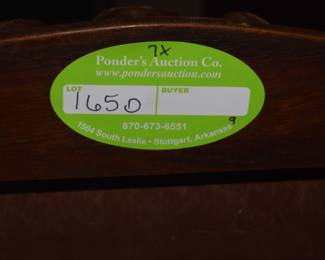 7x
Ponder's Auction Co.
www.pondersauction.com
LOT BUYER
1650
870-673-6551
1504 South Leslie • Stuttgart, Arkansas
9